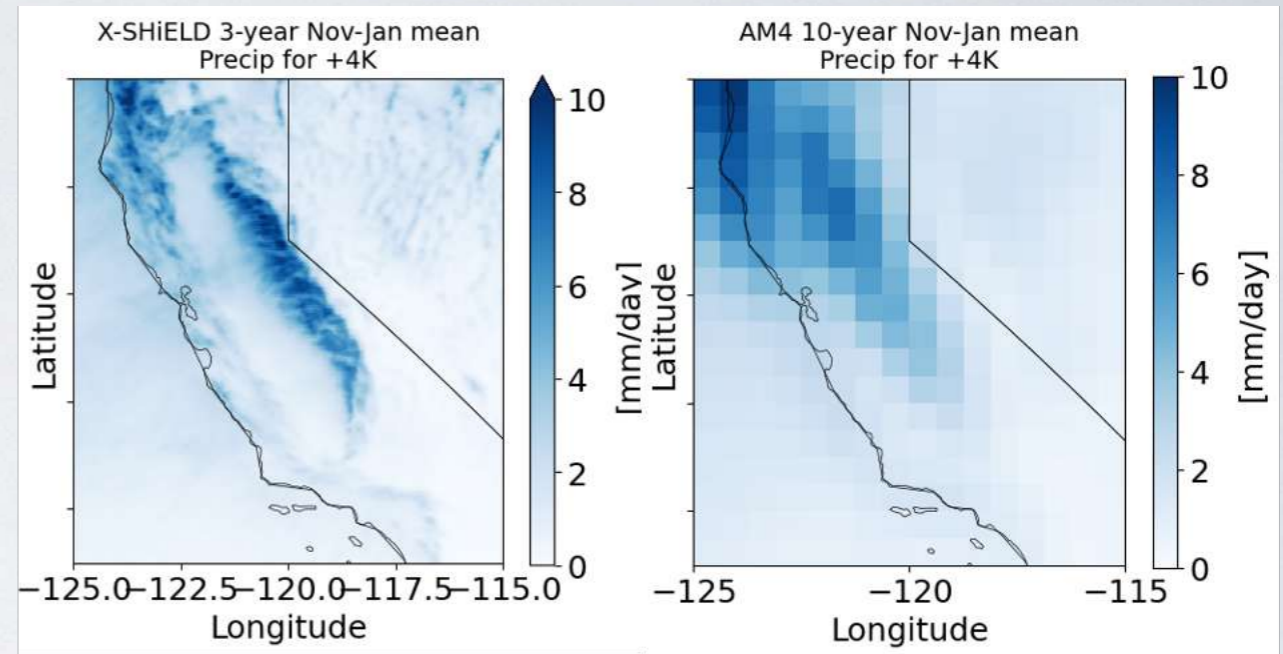 X-SHiELD 3-year Nov-Jan mean
Precip for +4K
Latitude
10
8
6
4
2
0
[mm/day]
−125.0
−122.5
−120.0
−117.5
−115.0
Longitude
AM4 10-year Nov-Jan mean
Precip for +4K
Latitude
10
8
6
4
2
0
[mm/day]
−125
−120
−115
Longitude